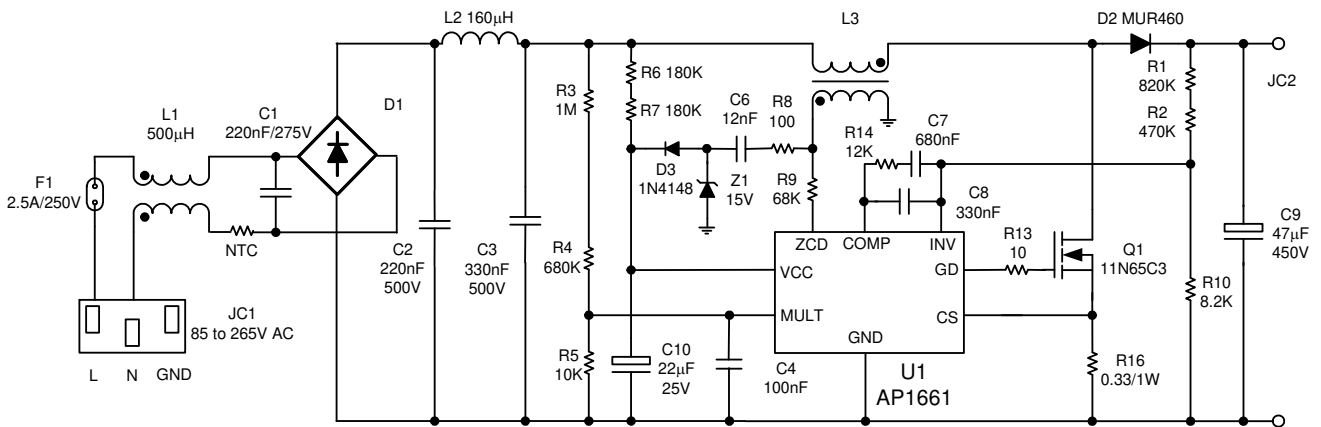 L2 160µH
L3
D2 MUR460
R6 180K
R7 180K
R3
1M
D1
C1
220nF/275V
L1
500µH
F1
2.5A/250V
NTC
C6
12nF
R8
100
D3
1N4148
Z1
15V
R9
68K
R14
12K
C7
680nF
C8
330nF
R1
820K
R2
470K
JC2
C2
220nF
500V
C3
330nF
500V
R4
680K
ZCD
COMP
INV
VCC
GD
MULT
CS
GND
R13
10
Q1
11N65C3
R10
8.2K
C9
47µF
450V
JC1
85 to 265V AC
L
N
GND
R5
10K
C10
22µF
25V
C4
100nF
U1
AP1661
R16
0.33/1W